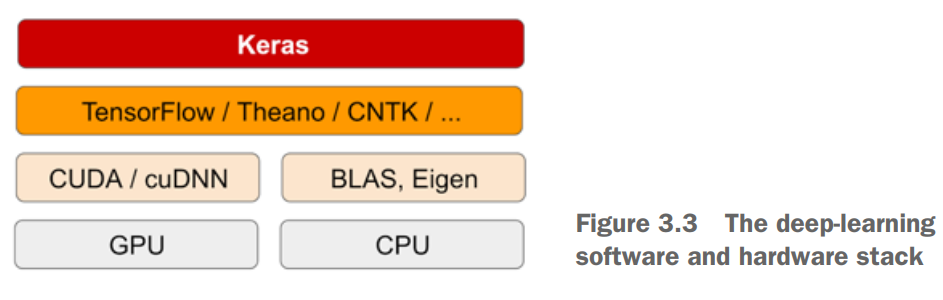 Keras
TensorFlow / Theano / CNTK / ...
CUDA / cuDNN
BLAS, Eigen
GPU
CPU
Figure 3.3 The deep-learning
software and hardware stack